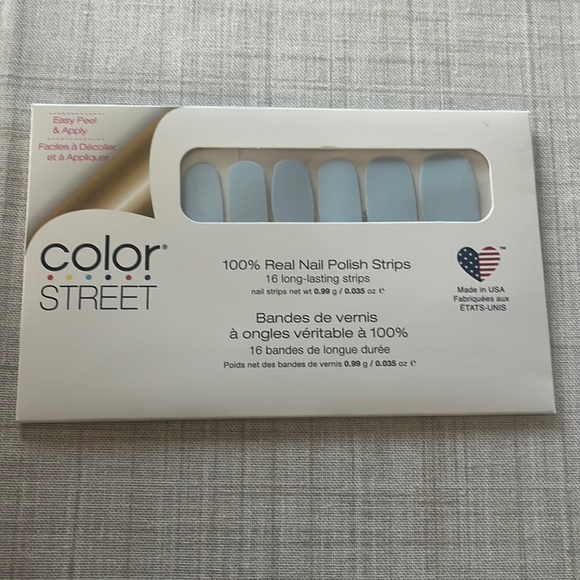 Easy Peel
& Apply
Faciles à Décoller
et à Appliquer
color®
STREET
100% Real Nail Polish Strips
16 long-lasting strips
nail strips net wt 0.99 g / 0.035 oz ℮
Bandes de vernis
à ongles véritable à 100%
16 bandes de longue durée
Poids net des bandes de vernis 0.99 g / 0.035 oz ℮
™
Made in USA
Fabriquées aux
ÉTATS-UNIS